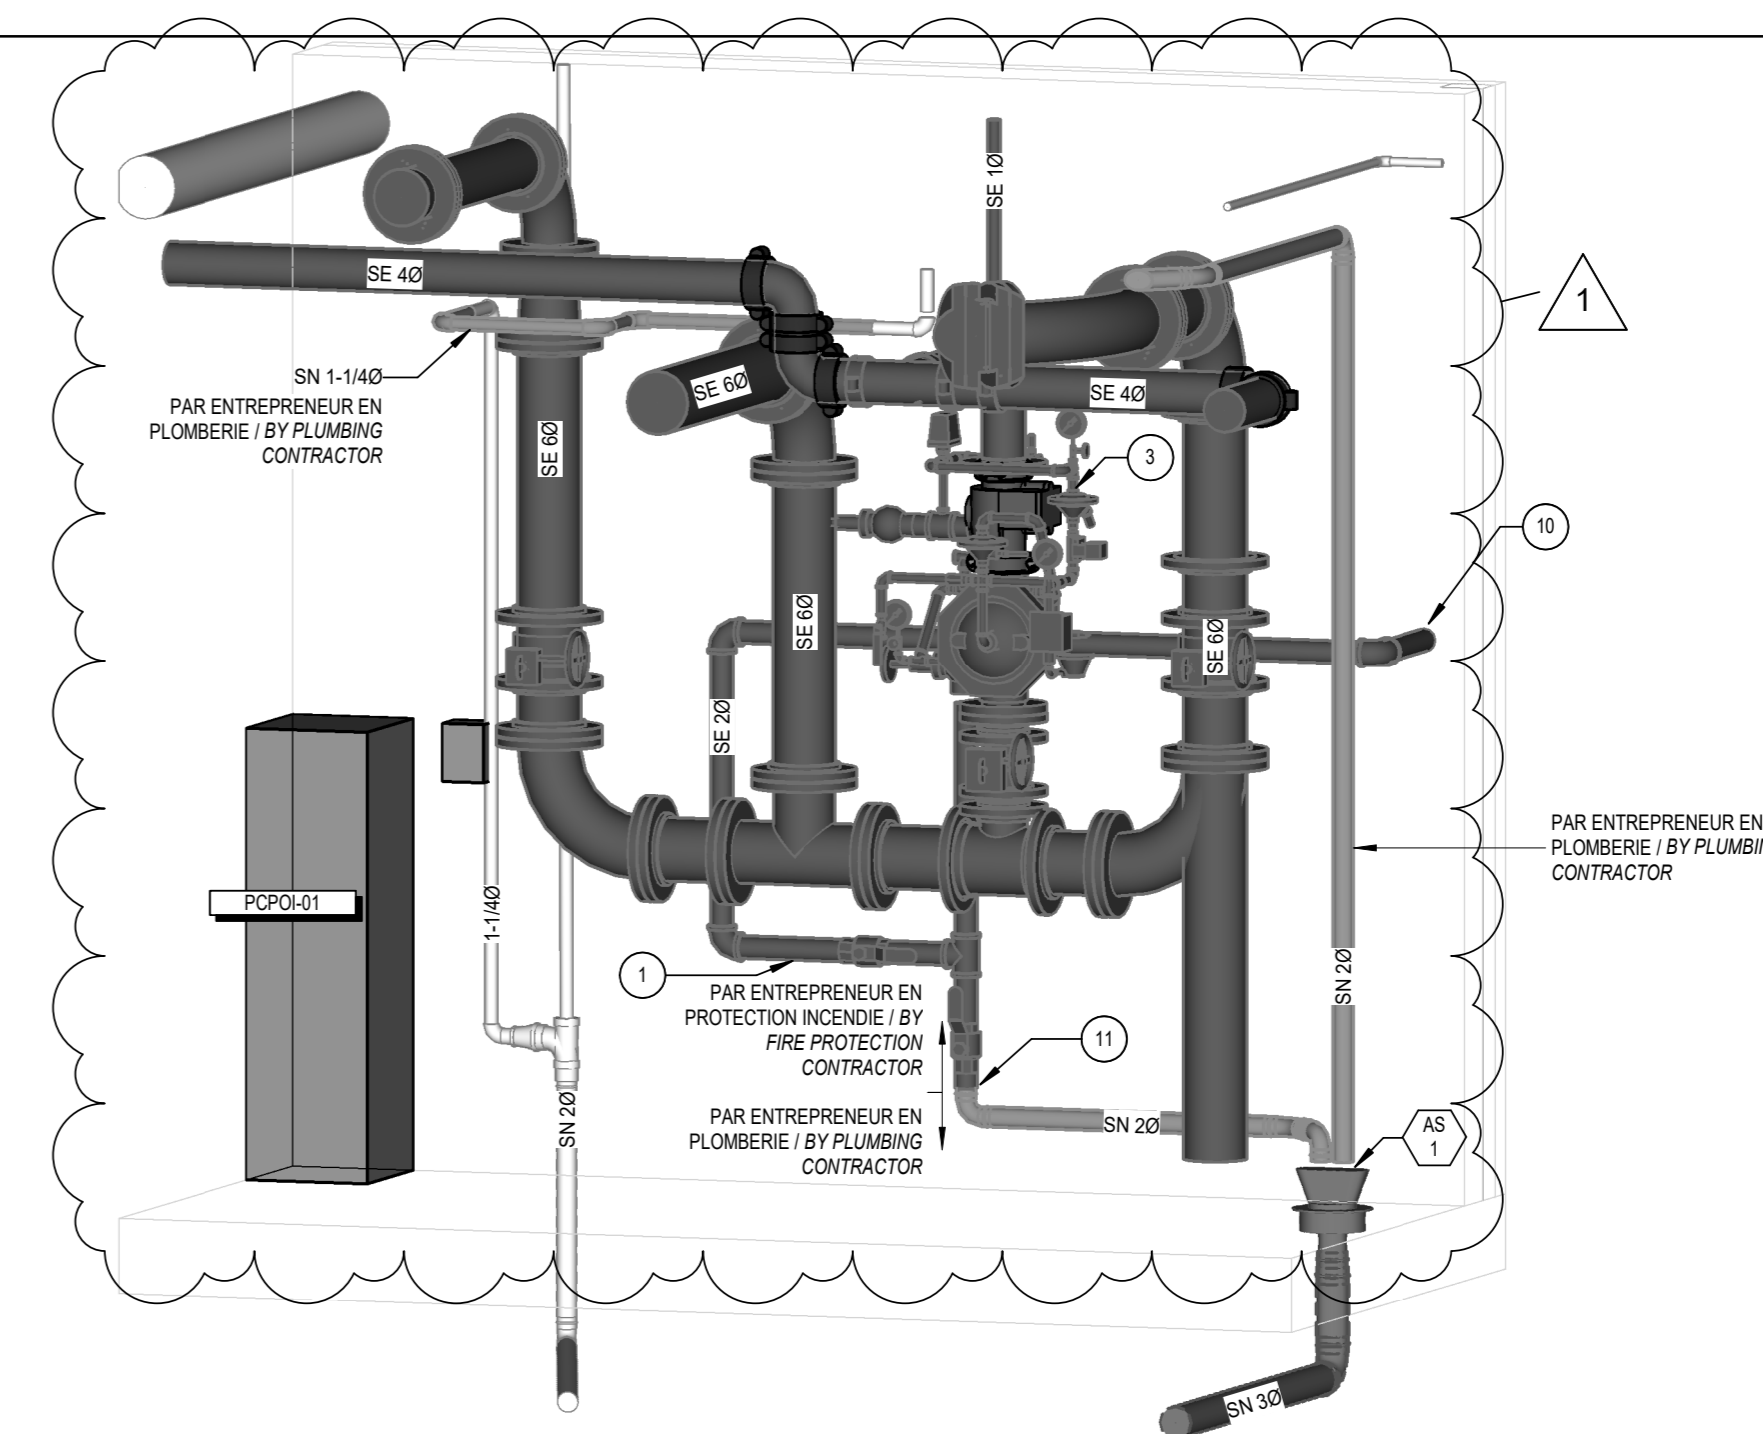 SE 1Ø
SE 4Ø
1
SN 1-1/4Ø
PAR ENTREPRENEUR EN
PLOMBERIE / BY PLUMBING
CONTRACTOR
SE 6Ø
SE 4Ø
SE 6Ø
3
10
SE 6Ø
SE 6Ø
SE 2Ø
PAR ENTREPRENEUR EN
PLOMBERIE / BY PLUMBI
CONTRACTOR
PCPOI-01
1-1/4Ø
1
PAR ENTREPRENEUR EN
PROTECTION INCENDIE / BY
FIRE PROTECTION
CONTRACTOR
SN 2Ø
11
PAR ENTREPRENEUR EN
PLOMBERIE / BY PLUMBING
CONTRACTOR
SN 2Ø
SN 2Ø
AS
1
SN 3Ø